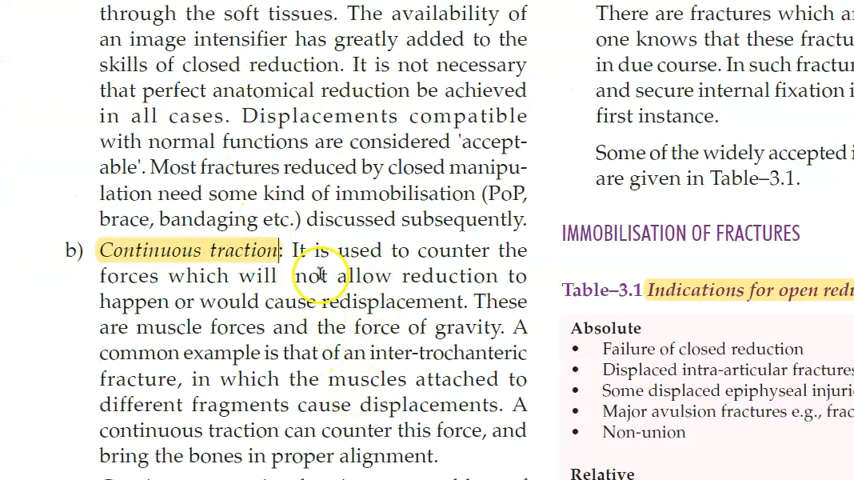 through the soft tissues. The availability of
an image intensifier has greatly added to the
skills of closed reduction. It is not necessary
that perfect anatomical reduction be achieved
in all cases. Displacements compatible
with normal functions are considered 'accept-
able'. Most fractures reduced by closed manipu-
lation need some kind of immobilisation (PoP,
brace, bandaging etc.) discussed subsequently.
b) Continuous traction: It is used to counter the
forces which will not allow reduction to
happen or would cause redisplacement. These
are muscle forces and the force of gravity. A
common example is that of an inter-trochanteric
fracture, in which the muscles attached to
different fragments cause displacements. A
continuous traction can counter this force, and
bring the bones in proper alignment.
There are fractures which
one knows that these
in due course. In such
and secure internal fixation
first instance.
Some of the widely accepted
are given in Table–3.1.
IMMOBILISATION OF FRACTURES
Table–3.1 Indications for open
Absolute
• Failure of closed reduction
• Displaced intra-articular fractures
• Some displaced epiphyseal
• Major avulsion fractures e.g.,
• Non-union
Relative